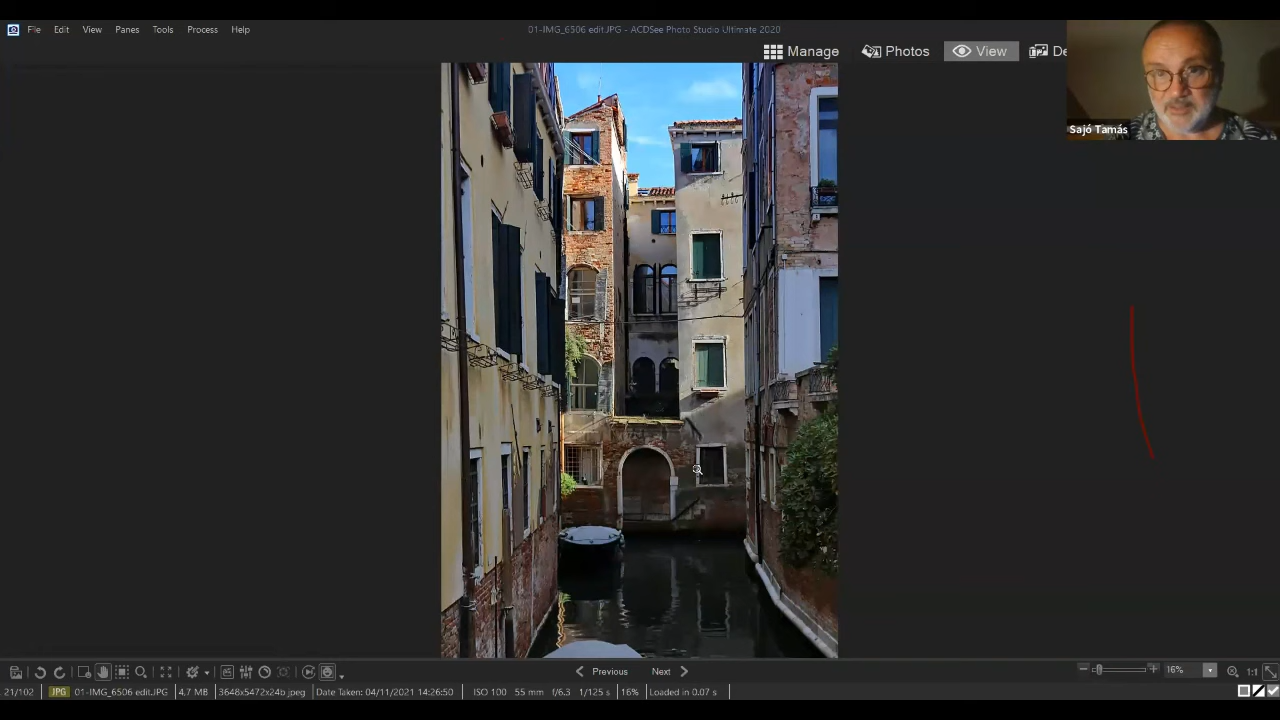 File Edit View Panes Tools Process Help
01-IMG_6506 edit.JPG - ACDSee Photo Studio Ultimate 2020
Manage Photos View De
Sajó Tamás
Previous Next
16% 1:1
21/102 JPG 01-IMG_6506 edit.JPG 4,7 MB 3648x5472x24b jpeg Date Taken: 04/11/2021 14:26:50 ISO 100 55 mm f/6.3 1/125 s 16% Loaded in 0.07 s